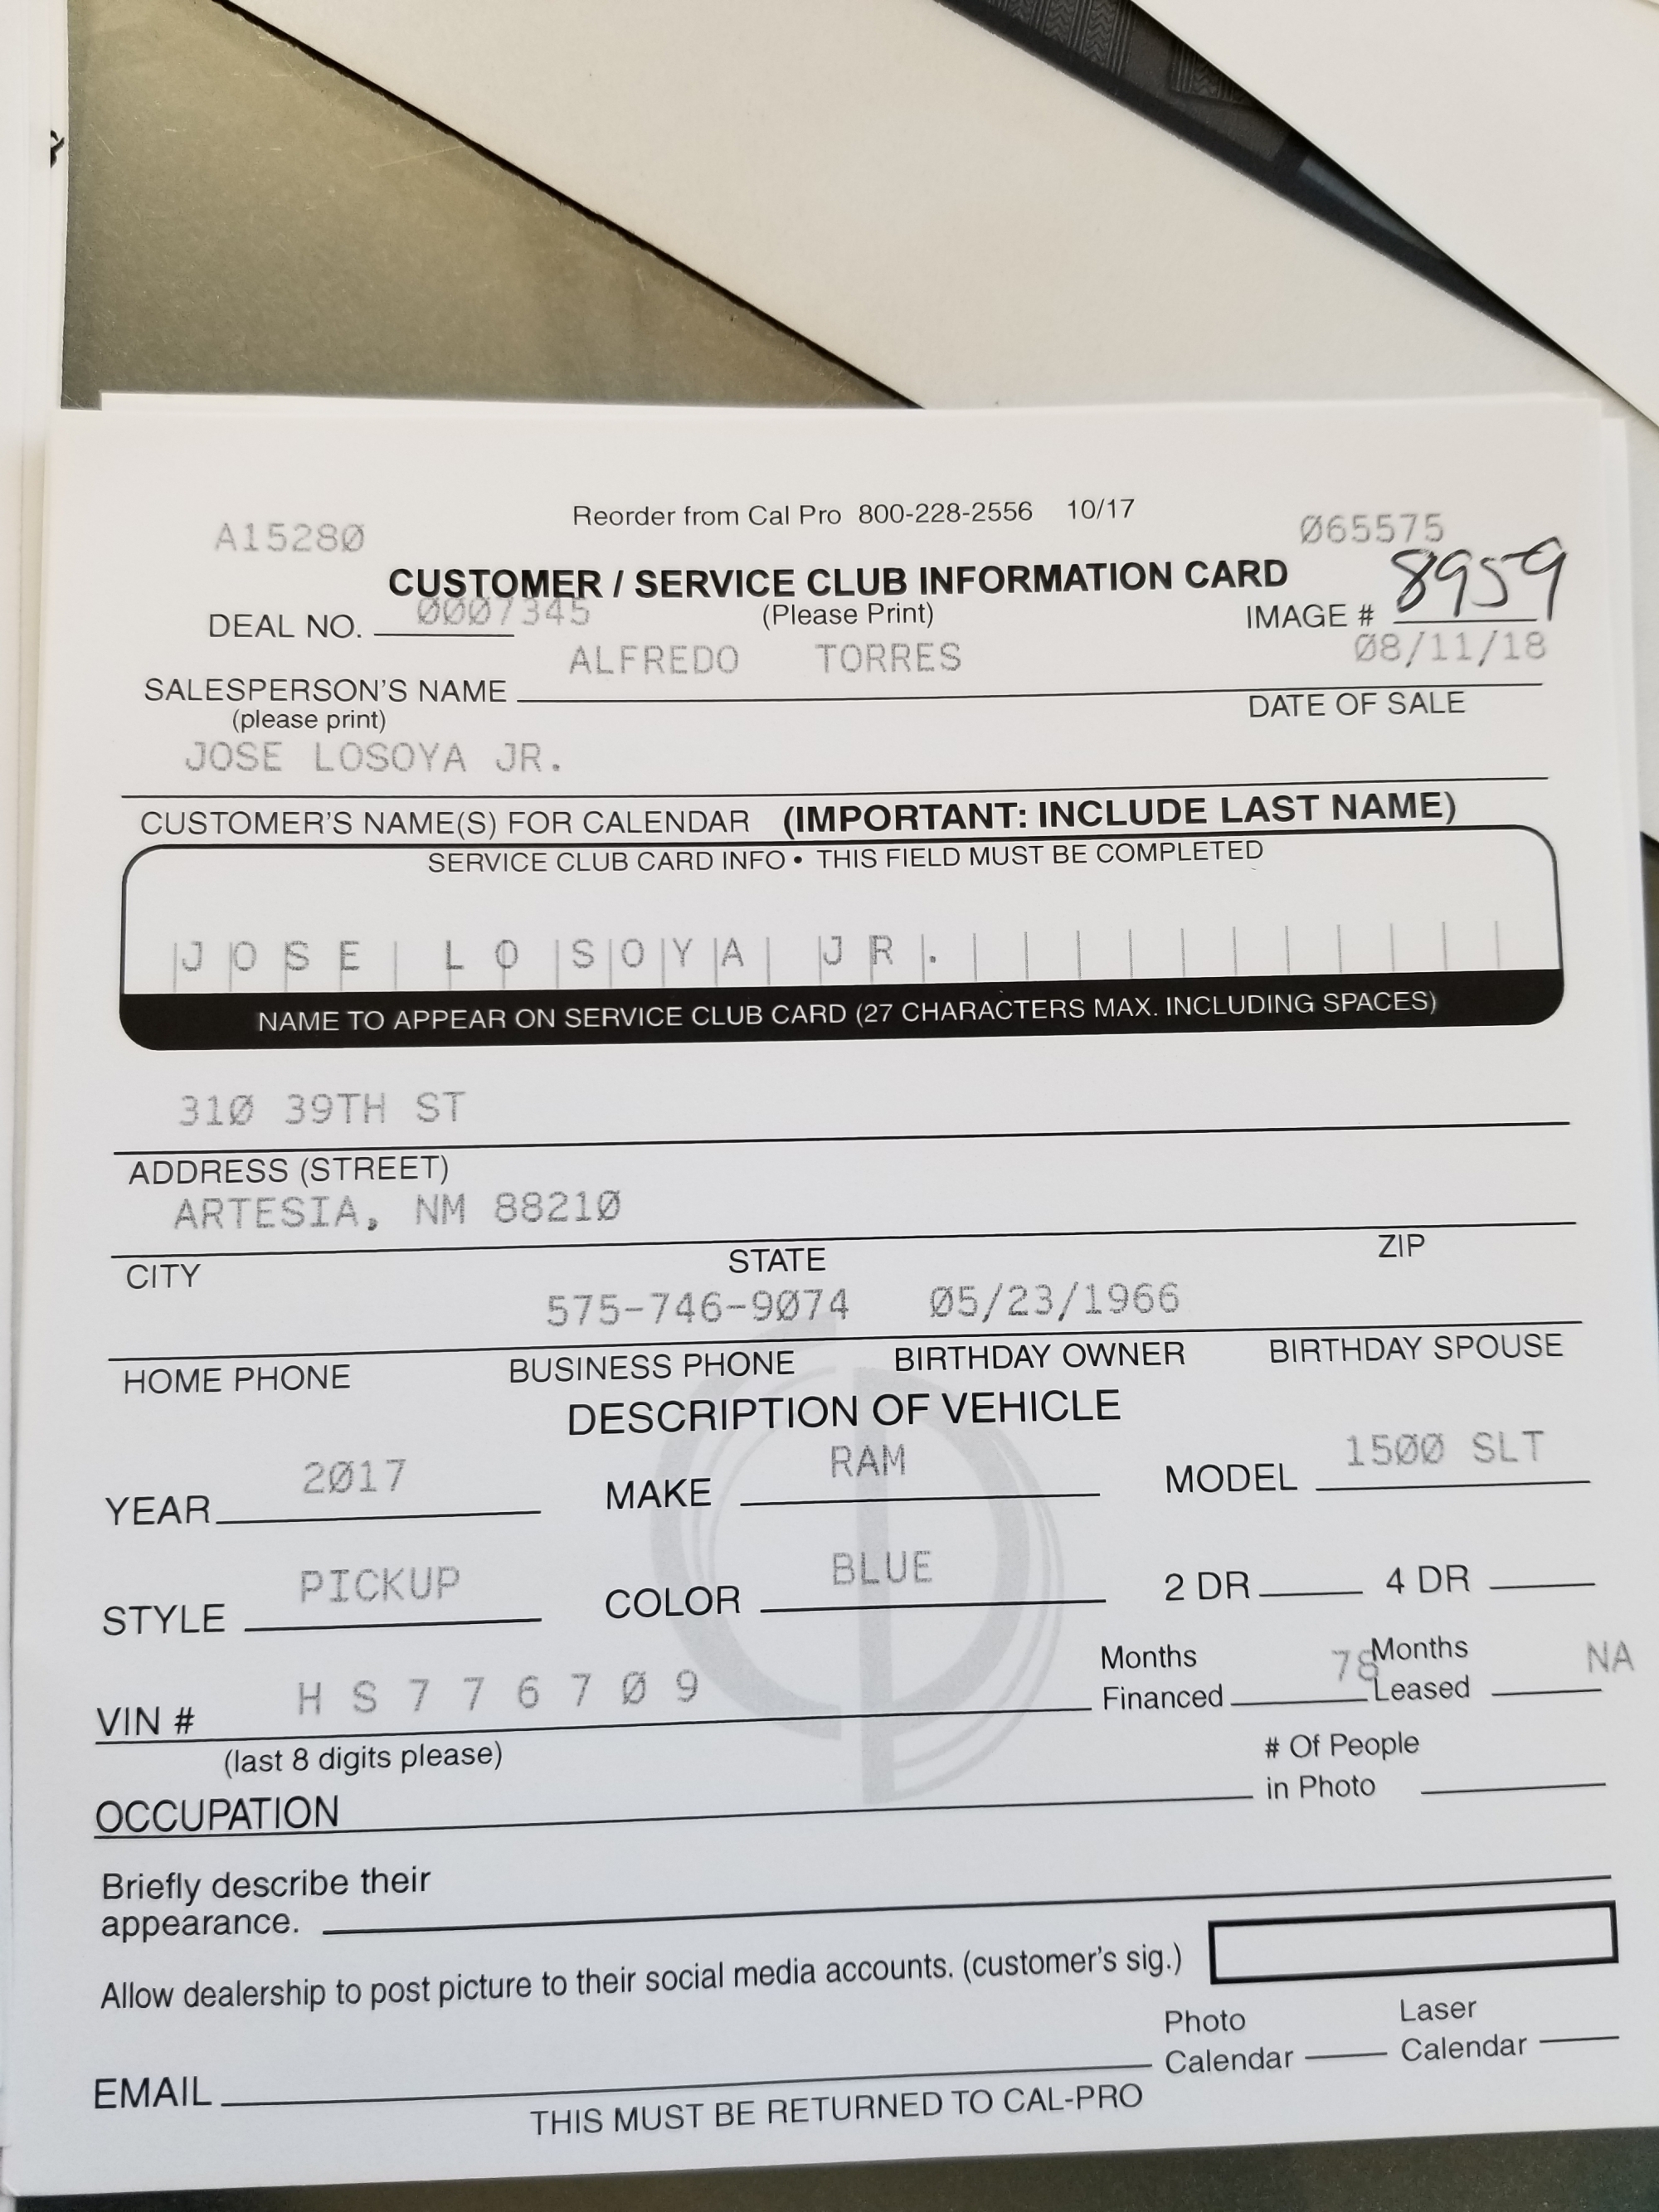 Reorder from Cal Pro 800-228-2556 10/17
A15280 065575
CUSTOMER / SERVICE CLUB INFORMATION CARD
DEAL NO. 0007345 (Please Print) IMAGE # 8959
ALFREDO TORRES 08/11/18
SALESPERSON'S NAME DATE OF SALE
(please print)
JOSE LOSOYA JR.
CUSTOMER'S NAME(S) FOR CALENDAR (IMPORTANT: INCLUDE LAST NAME)
SERVICE CLUB CARD INFO • THIS FIELD MUST BE COMPLETED
JOSE LOSOYA JR.
NAME TO APPEAR ON SERVICE CLUB CARD (27 CHARACTERS MAX. INCLUDING SPACES)
310 39TH ST
ADDRESS (STREET)
ARTESIA, NM 88210
CITY STATE ZIP
575-746-9074 05/23/1966
HOME PHONE BUSINESS PHONE BIRTHDAY OWNER BIRTHDAY SPOUSE
DESCRIPTION OF VEHICLE
YEAR 2017 MAKE RAM MODEL 1500 SLT
STYLE PICKUP COLOR BLUE 2 DR 4 DR
VIN # H S 7 7 6 7 0 9 Months Financed 78 Months Leased NA
(last 8 digits please)
OCCUPATION # Of People in Photo
Briefly describe their
appearance.
Allow dealership to post picture to their social media accounts. (customer's sig.)
EMAIL Photo Calendar Laser Calendar
THIS MUST BE RETURNED TO CAL-PRO